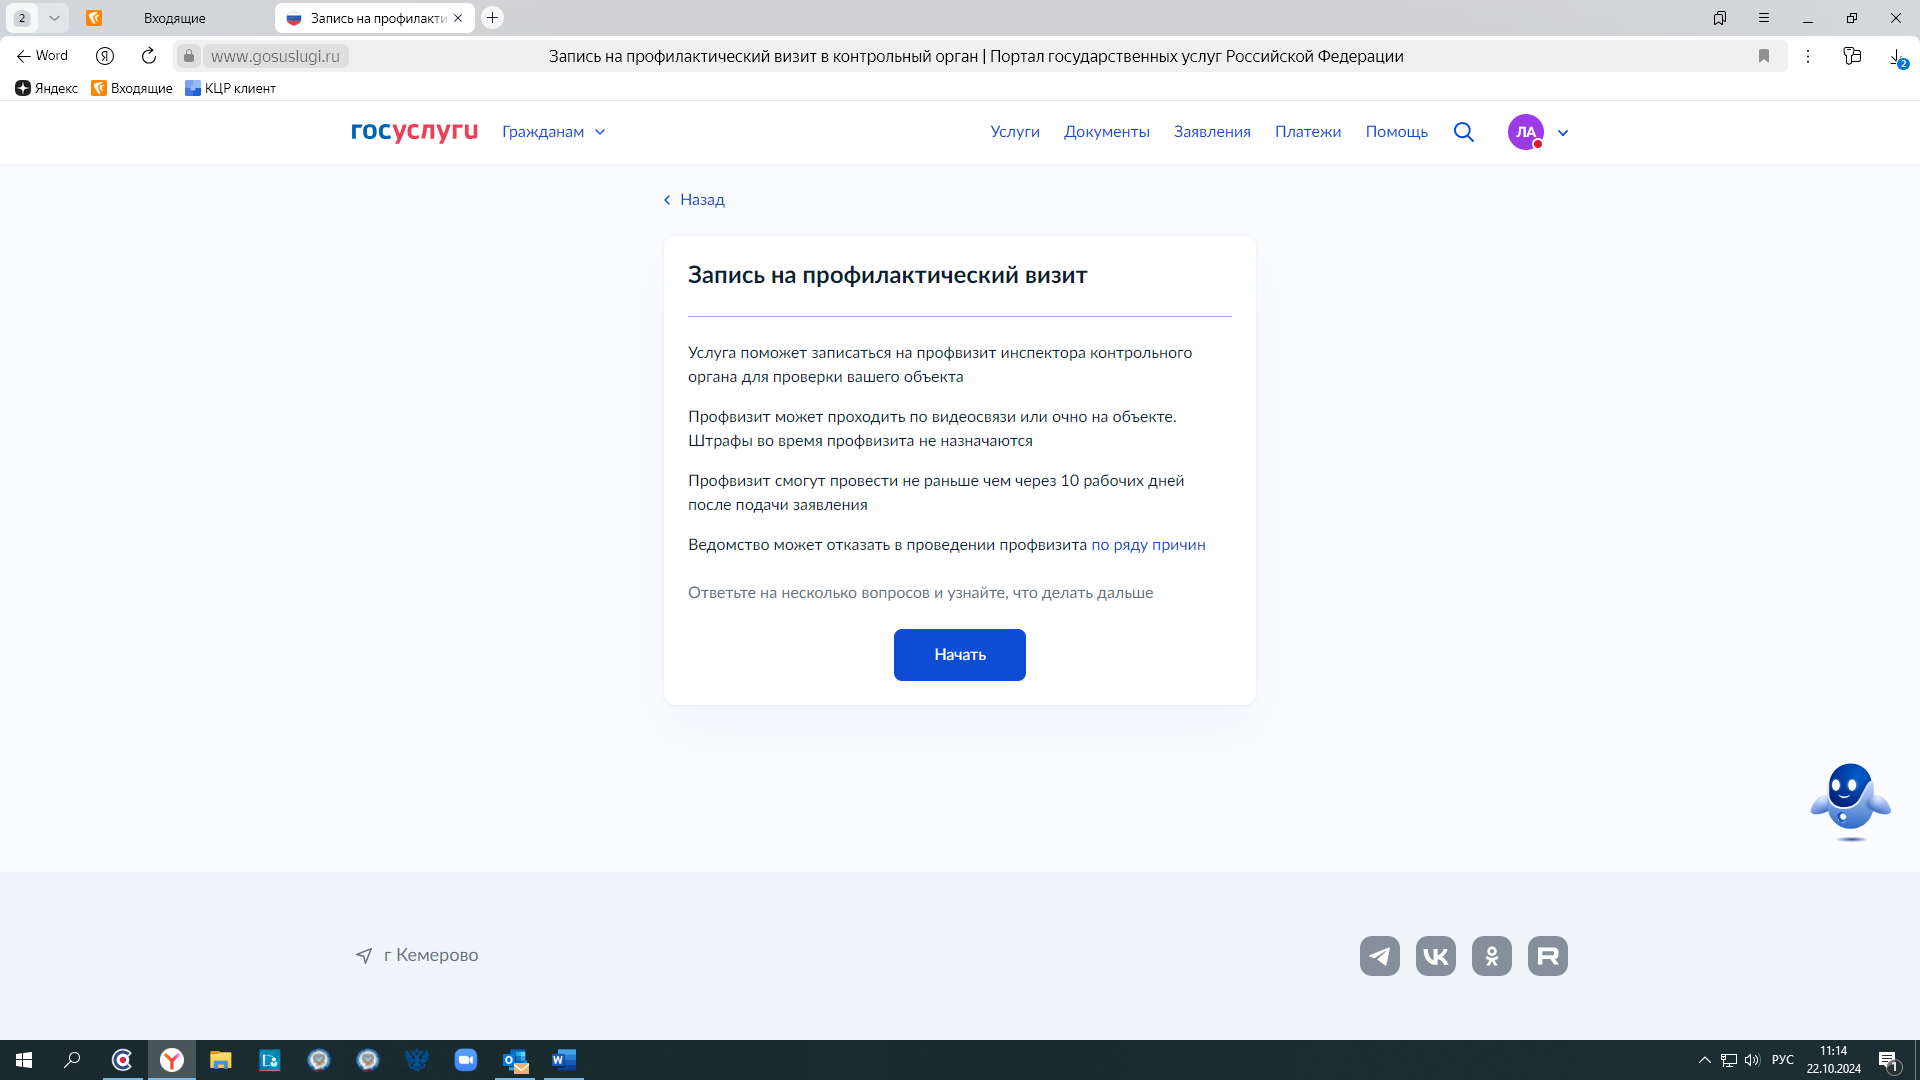 2
Входящие
Запись на профилакти
Word
www.gosuslugi.ru
Запись на профилактический визит в контрольный орган | Портал государственных услуг Российской Федерации
2
Яндекс
Входящие
КЦР клиент
госуслуги
Гражданам
Услуги
Документы
Заявления
Платежи
Помощь
ЛА
Назад
Запись на профилактический визит
Услуга поможет записаться на профвизит инспектора контрольного
органа для проверки вашего объекта
Профвизит может проходить по видеосвязи или очно на объекте.
Штрафы во время профвизита не назначаются
Профвизит смогут провести не раньше чем через 10 рабочих дней
после подачи заявления
Ведомство может отказать в проведении профвизита по ряду причин
Ответьте на несколько вопросов и узнайте, что делать дальше
Начать
г Кемерово
РУС
11:14
22.10.2024
1